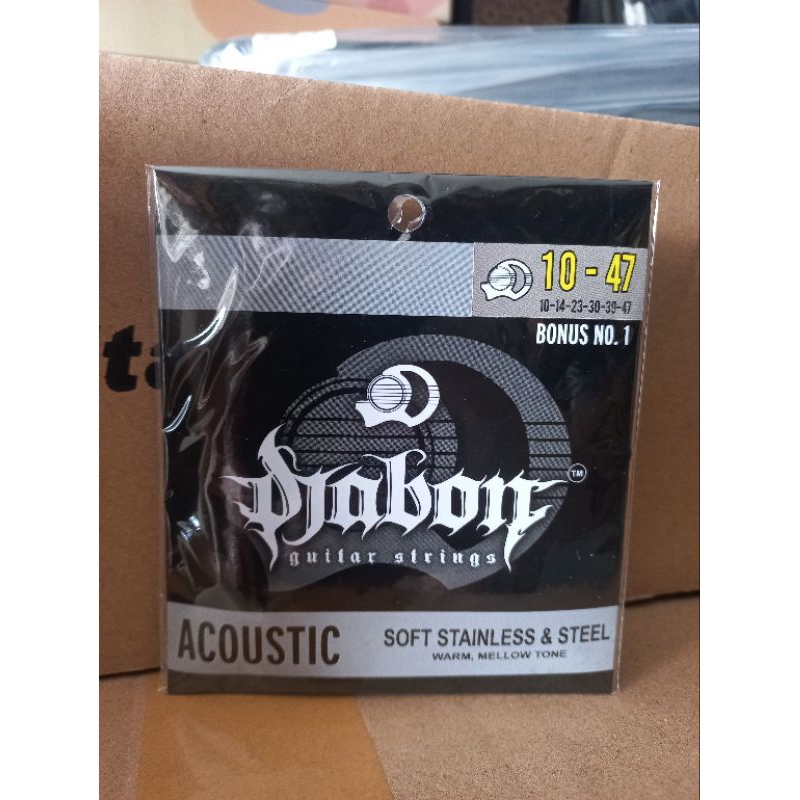 10 - 47
10-14-23-30-39-47
BONUS NO. 1
Djabon TM
guitar strings
ACOUSTIC
SOFT STAINLESS & STEEL
WARM, MELLOW TONE